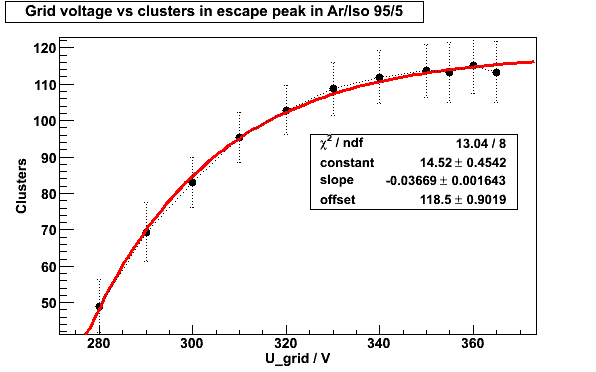 Grid voltage vs clusters in escape peak in Ar/Iso 95/5
120
110
100
90
80
70
60
50
Clusters
χ² / ndf 13.04 / 8
constant 14.52 ± 0.4542
slope -0.03669 ± 0.001643
offset 118.5 ± 0.9019
280 300 320 340 360
U_grid / V